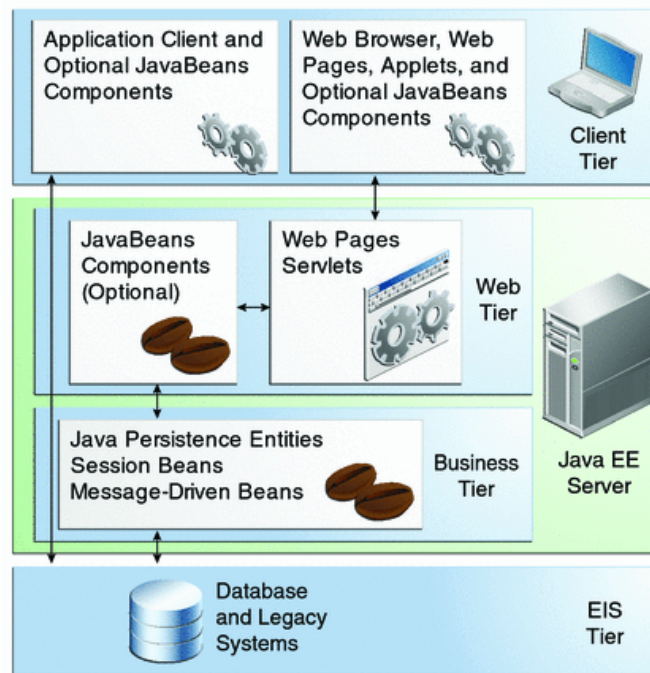 Application Client and
Optional JavaBeans
Components
Web Browser, Web
Pages, Applets, and
Optional JavaBeans
Components
Client
Tier
JavaBeans
Components
(Optional)
Web Pages
Servlets
Web
Tier
Java Persistence Entities
Session Beans
Message-Driven Beans
Business
Tier
Java EE
Server
Database
and Legacy
Systems
EIS
Tier